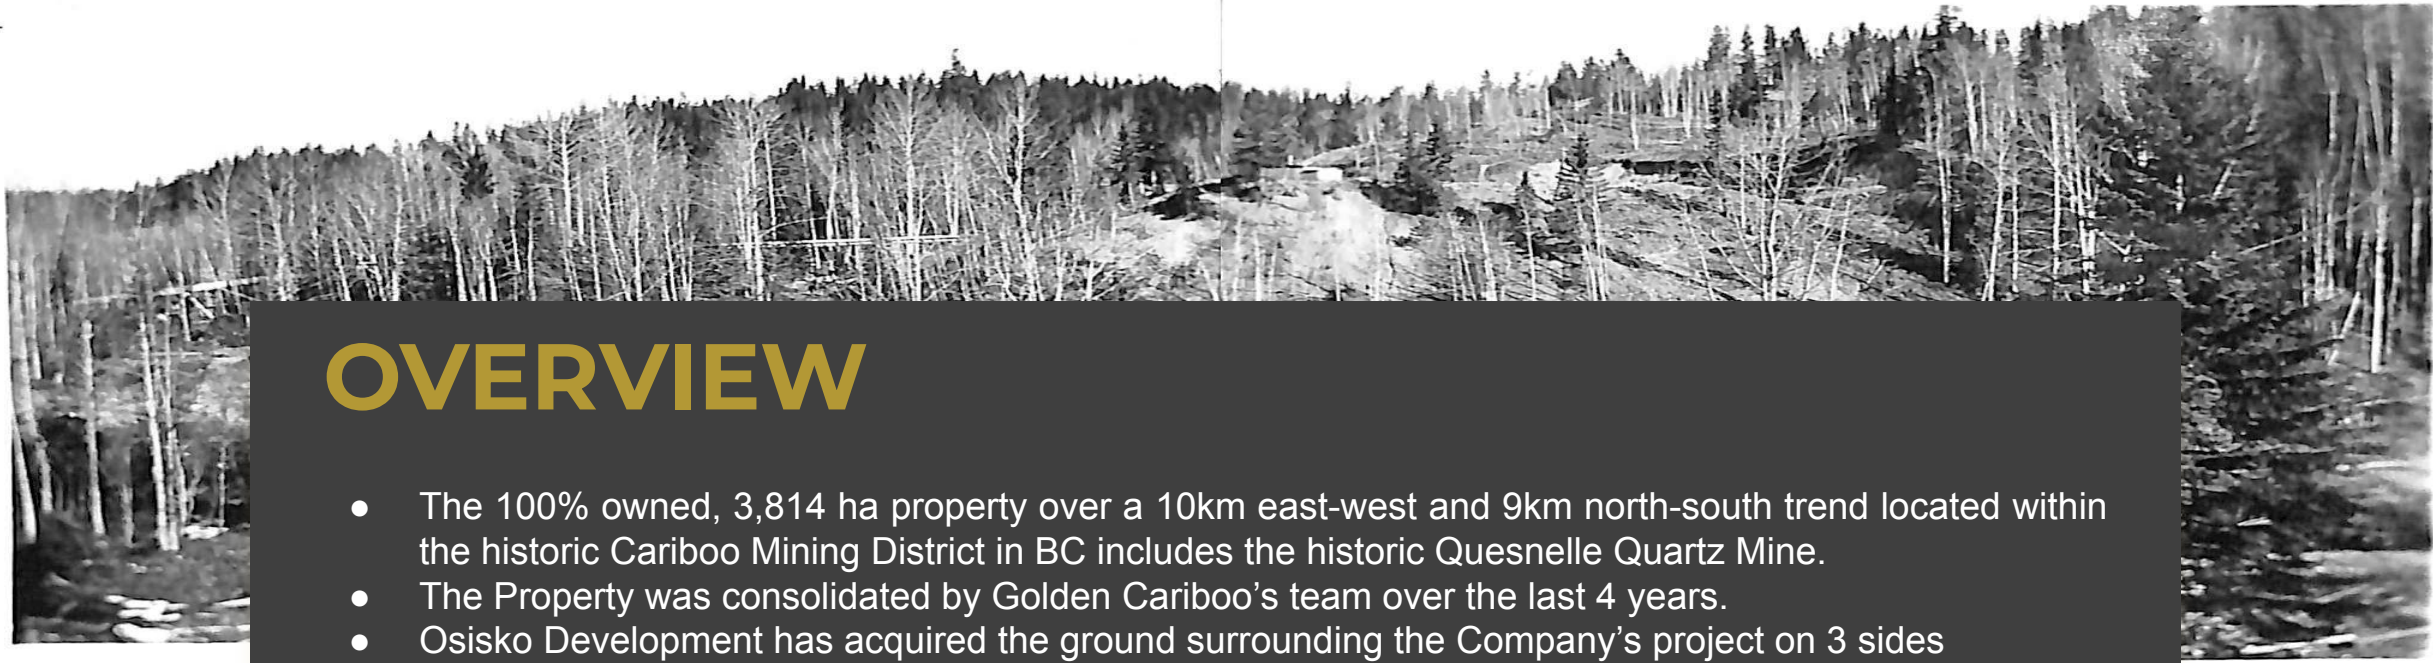 OVERVIEW
● The 100% owned, 3,814 ha property over a 10km east-west and 9km north-south trend located within
the historic Cariboo Mining District in BC includes the historic Quesnelle Quartz Mine.
● The Property was consolidated by Golden Cariboo’s team over the last 4 years.
● Osisko Development has acquired the ground surrounding the Company’s project on 3 sides